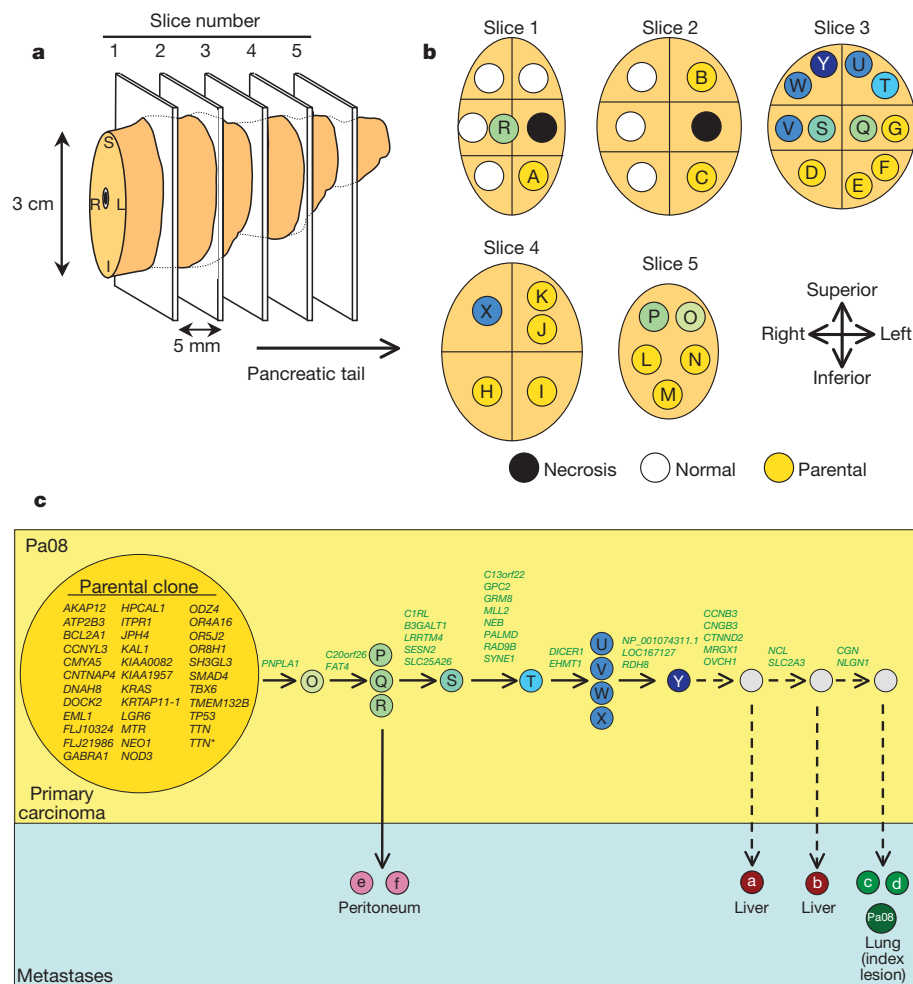 a
Slice number
1 2 3 4 5
S
R L
I
3 cm
5 mm
Pancreatic tail
b
Slice 1
R
A
Slice 2
B
C
Slice 3
Y U
W T
V S Q G
D E F
Slice 4
X K
J
H I
Slice 5
P O
L N
M
Superior
Right Left
Inferior
Necrosis Normal Parental
c
Pa08
Parental clone
AKAP12 HPCAL1 ODZ4
ATP2B3 ITPR1 OR4A16
BCL2A1 JPH4 OR5J2
CCNYL3 KAL1 OR8H1
CMYA5 KIAA0082 SH3GL3
CNTNAP4 KIAA1957 SMAD4
DNAH8 KRAS TBX6
DOCK2 KRTAP11-1 TMEM132B
EML1 LGR6 TP53
FLJ10324 MTR TTN
FLJ21986 NEO1 TTN*
GABRA1 NOD3
Primary
carcinoma
PNPLA1
O
C20orf26
FAT4
P
Q
R
C1RL
B3GALT1
LRRTM4
SESN2
SLC25A26
S
C13orf22
GPC2
GRM8
MLL2
NEB
PALMD
RAD9B
SYNE1
T
DICER1
EHMT1
U
V
W
X
NP_001074311.1
LOC167127
RDH8
Y
CCNB3
CNGB3
CTNND2
MRGX1
OVCH1
NCL
SLC2A3
CGN
NLGN1
e f
Peritoneum
a
Liver
b
Liver
c d
Pa08
Lung
(index
lesion)
Metastases